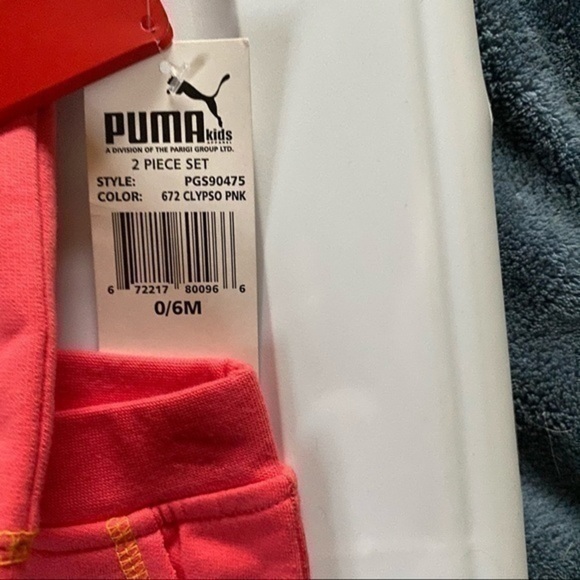 PUMA kids
APPAREL
A DIVISION OF THE PARIGI GROUP LTD.
2 PIECE SET
STYLE: PGS90475
COLOR: 672 CLYPSO PNK
6 72217 80096 6
0/6M